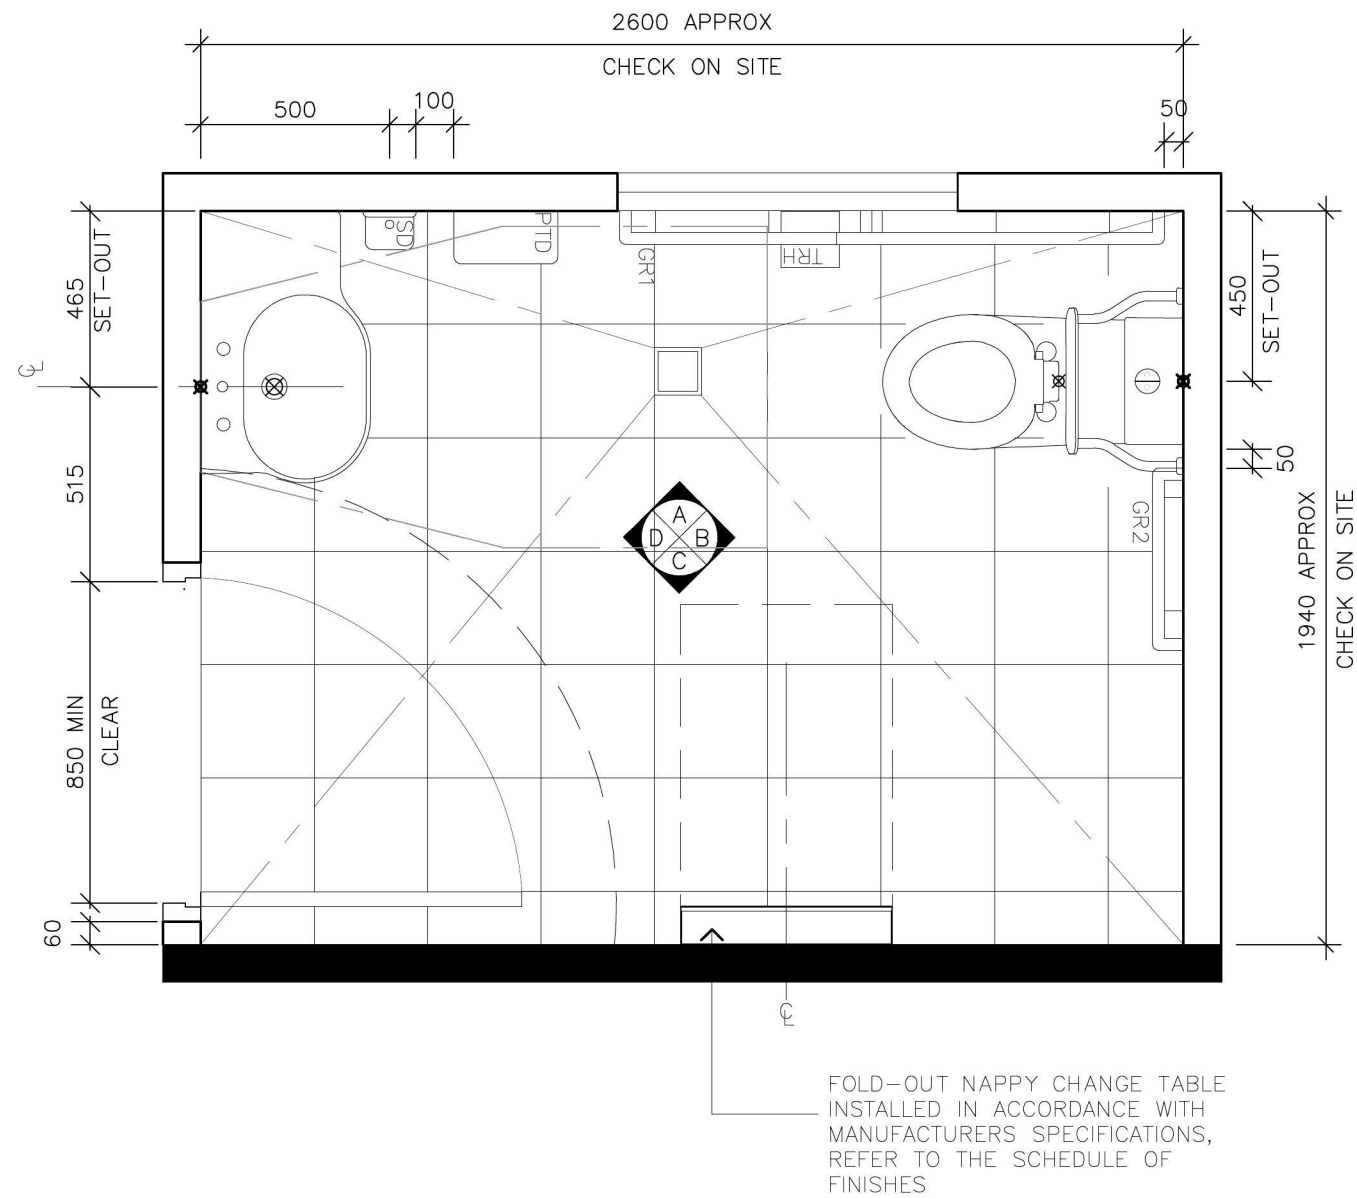 2600 APPROX
CHECK ON SITE
500
100
50
465
SET-OUT
SD
PTD
GR1
TRH
450
SET-OUT
℄
515
50
GR2
A
D B
C
1940 APPROX
CHECK ON SITE
850 MIN
CLEAR
60
℄
FOLD-OUT NAPPY CHANGE TABLE
INSTALLED IN ACCORDANCE WITH
MANUFACTURERS SPECIFICATIONS,
REFER TO THE SCHEDULE OF
FINISHES